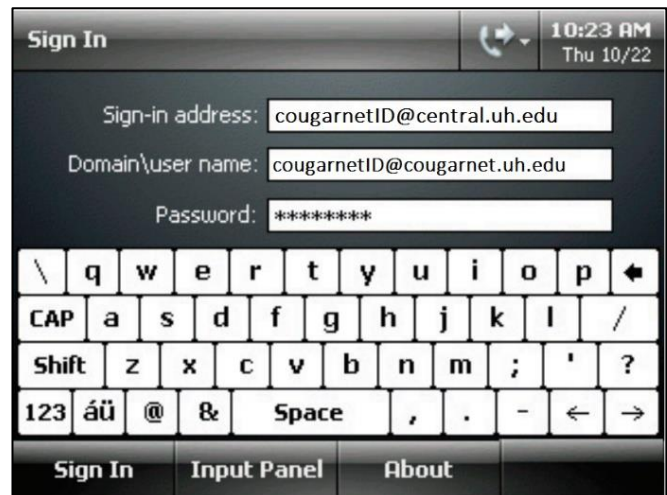 Sign In 10:23 AM
Thu 10/22
Sign-in address: cougarnetID@central.uh.edu
Domain\user name: cougarnetID@cougarnet.uh.edu
Password: ********
\ q w e r t y u i o p ←
CAP a s d f g h j k l /
Shift z x c v b n m ; ' ?
123 áü @ & Space , . - ← →
Sign In Input Panel About